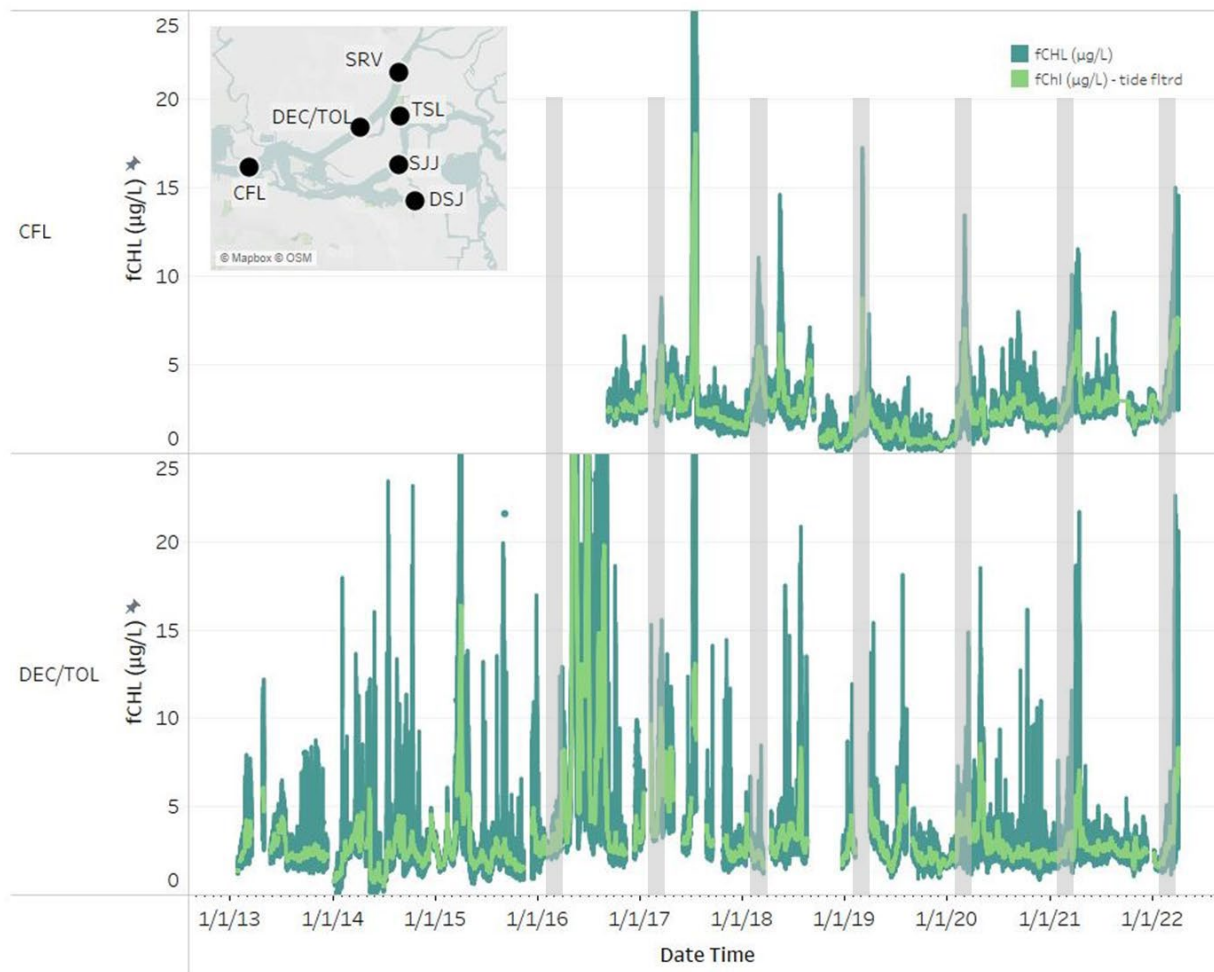 25
20
15
10
5
0
fCHL (µg/L)
CFL
SRV
DEC/TOL
TSL
SJJ
CFL
DSJ
© Mapbox © OSM
fCHL (µg/L)
fChl (µg/L) - tide fltrd
25
20
15
10
5
0
fCHL (µg/L)
DEC/TOL
1/1/13 1/1/14 1/1/15 1/1/16 1/1/17 1/1/18 1/1/19 1/1/20 1/1/21 1/1/22
Date Time